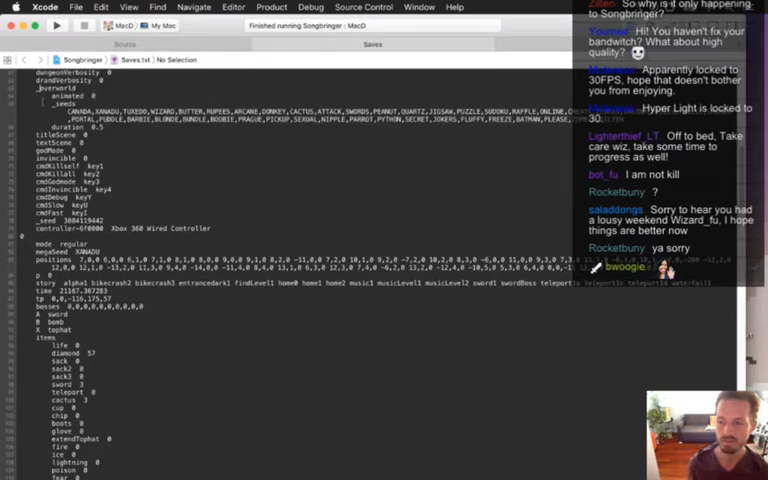 Xcode File Edit View Find Navigate Editor Product Debug Source Control Window Help
MacD My Mac
Finished running Songbringer : MacD
Source Saves
Songbringer Saves.txt No Selection
dungeonVerbosity 0
drandVerbosity 0
_overworld
animated 0
_seeds
CANADA,XANADU,TUXEDO,WIZARD,BUTTER,RUPEES,ARCANE,DONKEY,CACTUS,ATTACK,SWORDS,PEANUT,QUARTZ,JIGSAW,PUZZLE,SUDOKU,RAFFLE,ONLINE
,PORTAL,PUDDLE,BARBIE,BLONDE,BUNDLE,BOOBIE,PRAGUE,PICKUP,SEXUAL,NIPPLE,PARROT,PYTHON,SECRET,JOKERS,FLUFFY,FREEZE,BATMAN,PLEASE
duration 0.5
titleScene 0
textScene 0
godMode 0
invincible 0
cmdKillself key1
cmdKillall key2
cmdGodmode key3
cmdInvincible key4
cmdDebug keyY
cmdSlow keyU
cmdFast keyI
_seed 3084119442
controller-6f0000 Xbox 360 Wired Controller
0
mode regular
megaSeed XANADU
positions
p 0
story alpha1 bikecrash2 bikecrash3 entrancedark1 findLevel1 home0 home1 home2 music1 musicLevel1 musicLevel2 sword1 swordBoss
time 21167.367283
tp 0,0,-116,175,57
bosses 0,0,0,0,0,0,0,0,0
A sword
B bomb
X tophat
items
life 0
diamond 57
sack 0
sack2 0
sack3 0
sword 3
teleport 0
cactus 3
cup 0
chip 0
boots 0
glove 0
extendTophat 0
fire 0
ice 0
lightning 0
poison 0
fear 0
Zilten So why is it only happening
to Songbringer?
Hi! You haven't fix your
bandwitch? What about high
quality?
Apparently locked to
30FPS, hope that doesn't bother
you from enjoying.
Hyper Light is locked to
30.
Lighterthief_LT Off to bed, Take
care wiz, take some time to
progress as well!
bot_fu I am not kill
Rocketbuny ?
saladdongs Sorry to hear you had
a lousy weekend Wizard_fu, I hope
things are better now
Rocketbuny ya sorry
bwoogie